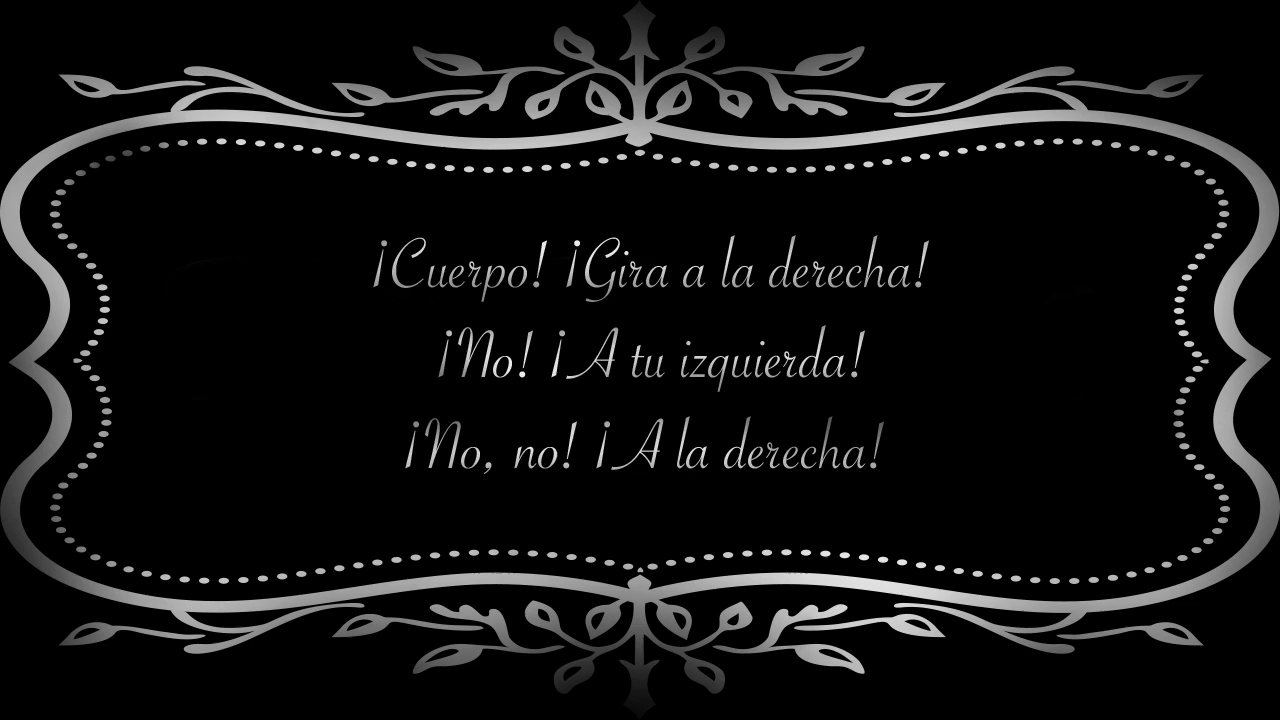 ¡Cuerpo! ¡Gira a la derecha!
¡No! ¡A tu izquierda!
¡No, no! ¡A la derecha!